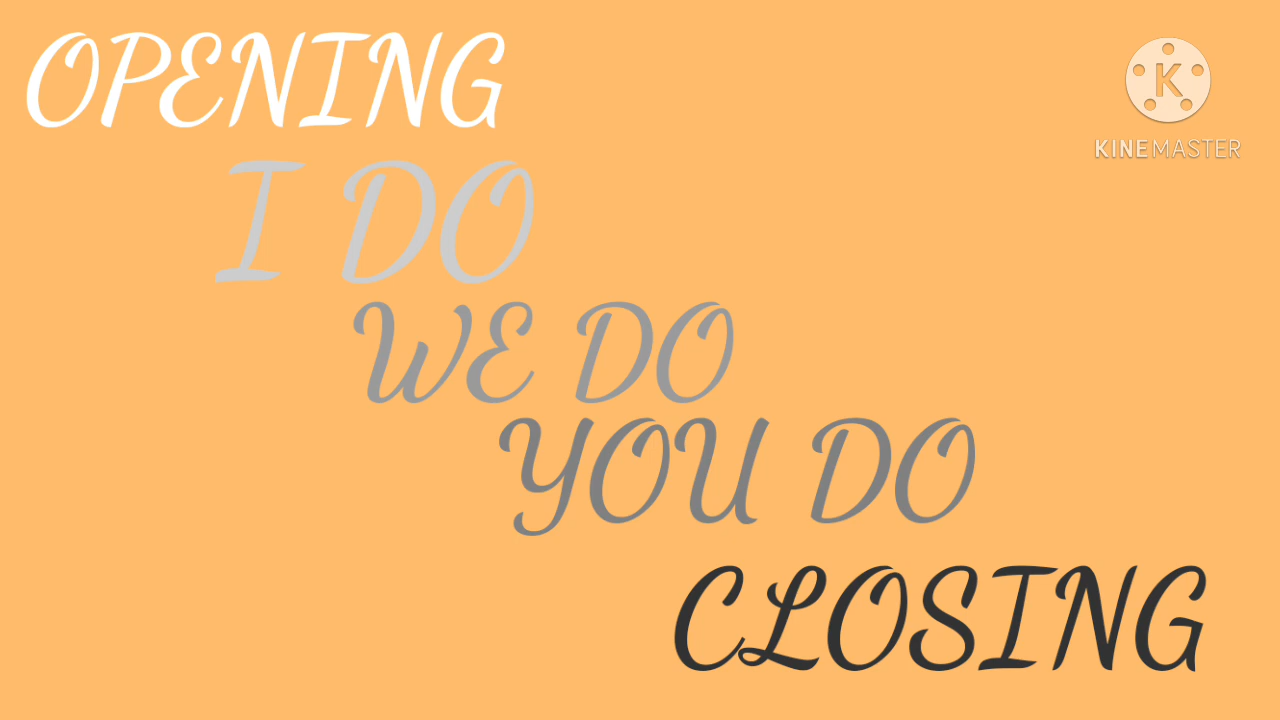 OPENING
K
KINEMASTER
I DO
WE DO
YOU DO
CLOSING